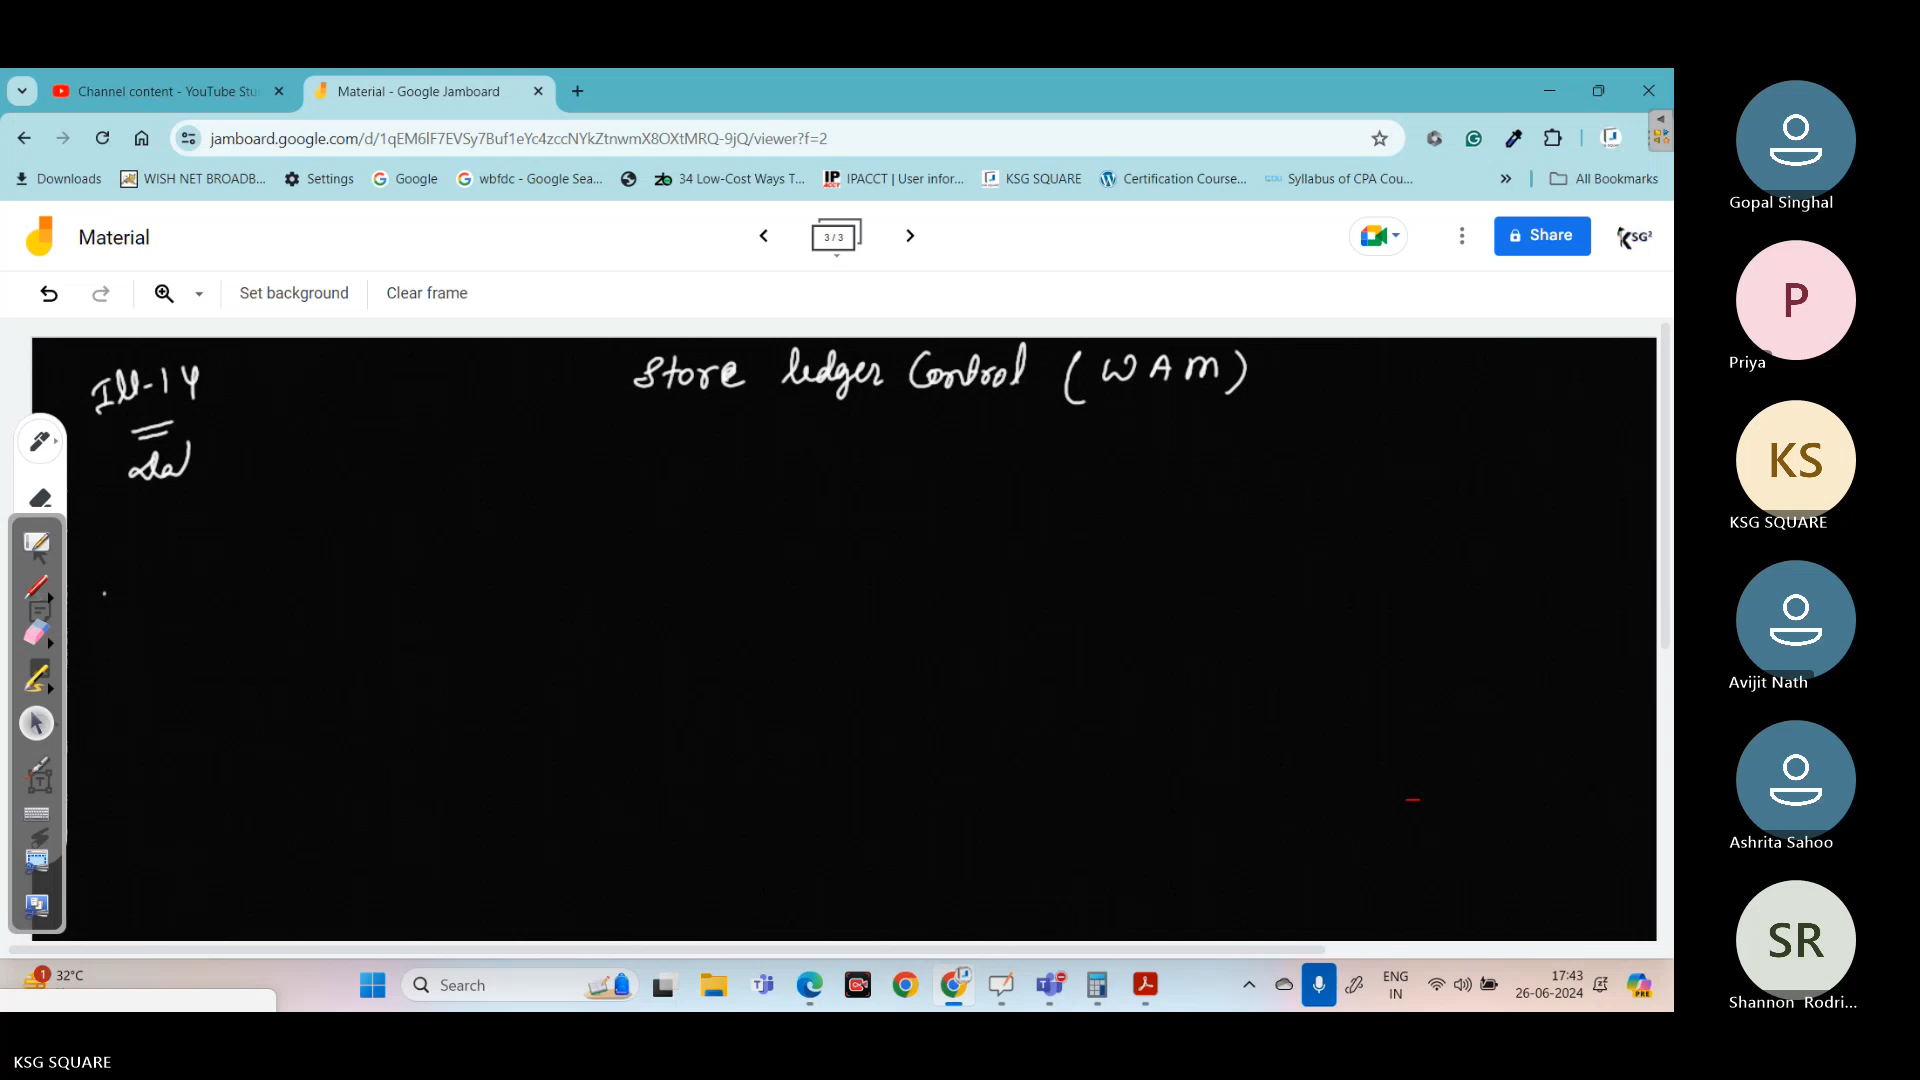 Channel content - YouTube Stu
Material - Google Jamboard
jamboard.google.com/d/1qEM6lF7EVSy7Buf1eYc4zccNYkZtnwmX8OXtMRQ-9jQ/viewer?f=2
Downloads
WISH NET BROADB...
Settings
Google
wbfdc - Google Sea...
34 Low-Cost Ways T...
IPACCT | User infor...
KSG SQUARE
Certification Course...
Syllabus of CPA Cou...
All Bookmarks
Material
3 / 3
Share
KSG²
Set background
Clear frame
Ill-14
Store ledger Control (WAM)
1
32°C
Search
ENG
IN
17:43
26-06-2024
PRE
Gopal Singhal
P
Priya
KS
KSG SQUARE
Avijit Nath
Ashrita Sahoo
SR
Shannon Rodri...
KSG SQUARE